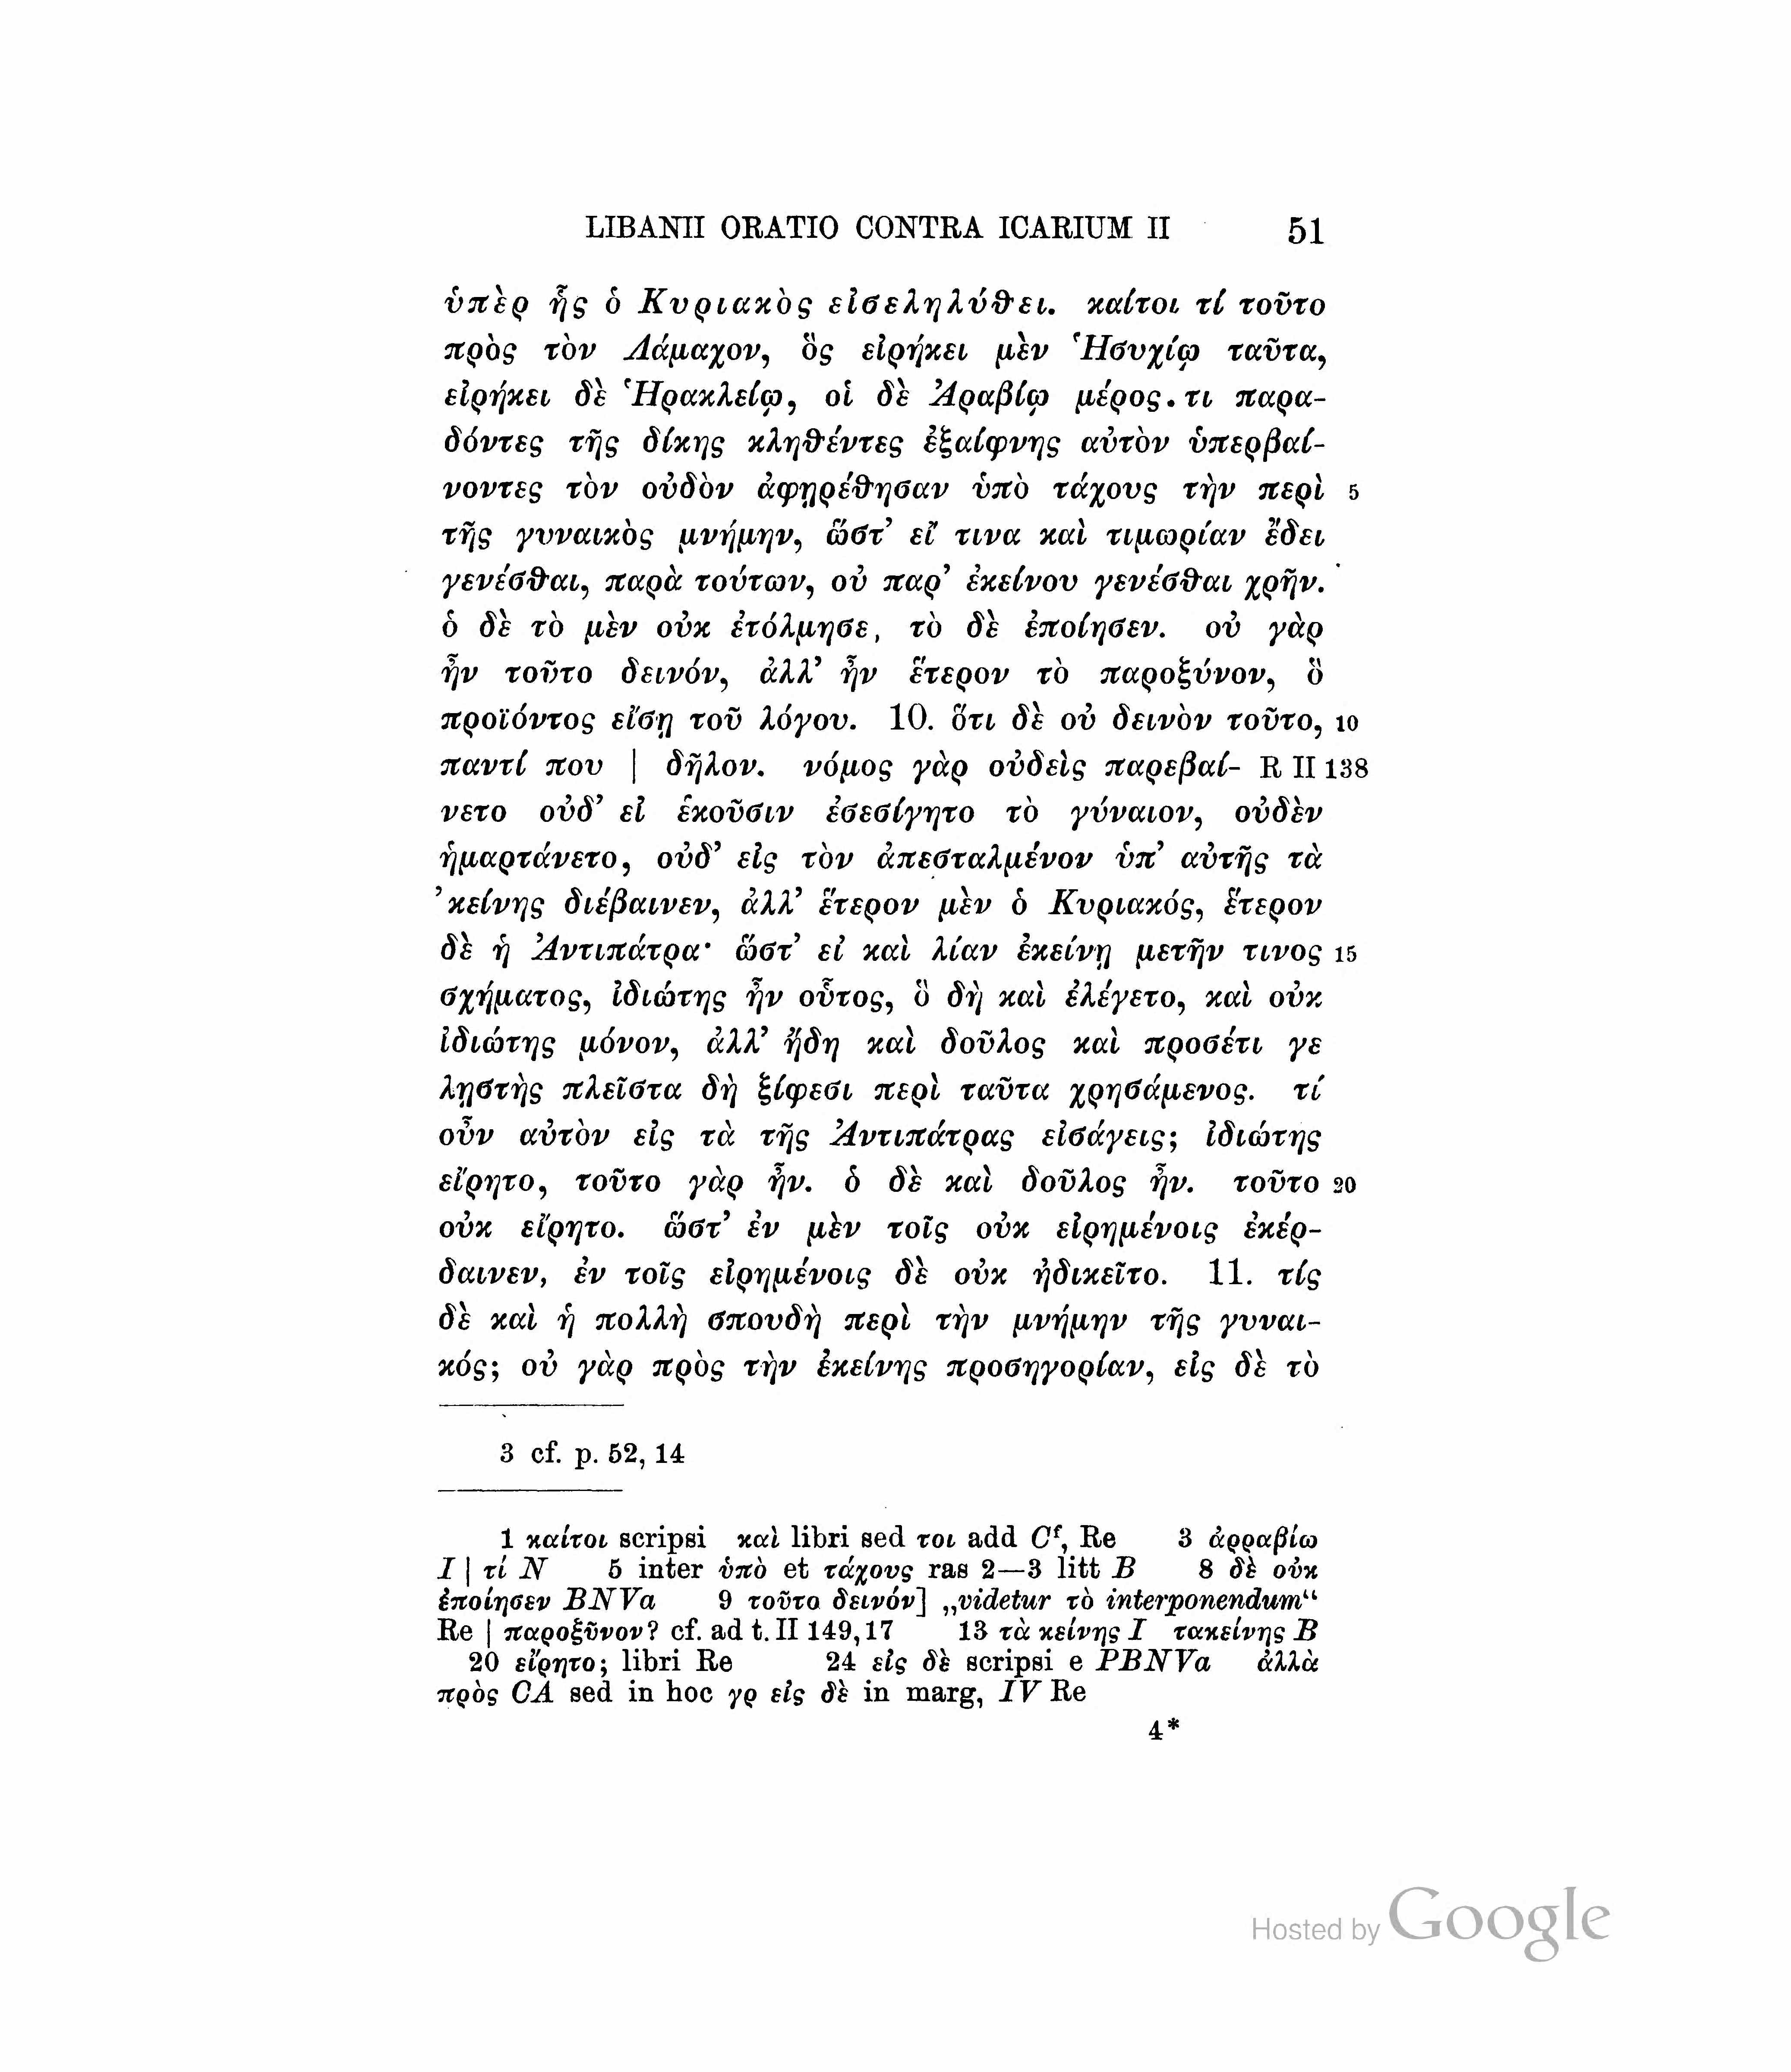 LIBANII ORATIO CONTRA ICARIUM II 51
ὑπὲρ ἧς ὁ Κυριακὸς εἰσεληλύθει. καίτοι τί τοῦτο
πρὸς τὸν Λάμαχον, ὃς εἰρήκει μὲν Ἡσυχίῳ ταῦτα,
εἰρήκει δὲ Ἡρακλείῳ, οἱ δὲ Ἀραβίῳ μέρος τι παρα-
δόντες τῆς δίκης κληθέντες ἐξαίφνης αὐτὸν ὑπερβαί-
νοντες τὸν οὐδὸν ἀφῃρέθησαν ὑπὸ τάχους τὴν περὶ 5
τῆς γυναικὸς μνήμην, ὥστ’ εἴ τινα καὶ τιμωρίαν ἔδει
γενέσθαι, παρὰ τούτων, οὐ παρ’ ἐκείνου γενέσθαι χρῆν.
ὁ δὲ τὸ μὲν οὐκ ἐτόλμησε, τὸ δὲ ἐποίησεν. οὐ γὰρ
ἦν τοῦτο δεινόν, ἀλλ’ ἦν ἕτερον τὸ παροξύνον, ὃ
προϊόντος εἴσῃ τοῦ λόγου. 10. ὅτι δὲ οὐ δεινὸν τοῦτο, 10
παντί που | δῆλον. νόμος γὰρ οὐδεὶς παρεβαί- R II 138
νετο οὐδ’ εἰ ἑκοῦσιν ἐσεσίγητο τὸ γύναιον, οὐδὲν
ἡμαρτάνετο, οὐδ’ εἰς τὸν ἀπεσταλμένον ὑπ’ αὐτῆς τὰ
’κείνης διέβαινεν, ἀλλ’ ἕτερον μὲν ὁ Κυριακός, ἕτερον
δὲ ἡ Ἀντιπάτρα· ὥστ’ εἰ καὶ λίαν ἐκείνῃ μετῆν τινος 15
σχήματος, ἰδιώτης ἦν οὗτος, ὃ δὴ καὶ ἐλέγετο, καὶ οὐκ
ἰδιώτης μόνον, ἀλλ’ ἤδη καὶ δοῦλος καὶ προσέτι γε
λῃστὴς πλεῖστα δὴ ξίφεσι περὶ ταῦτα χρησάμενος. τί
οὖν αὐτὸν εἰς τὰ τῆς Ἀντιπάτρας εἰσάγεις; ἰδιώτης
εἴρητο, τοῦτο γὰρ ἦν. ὁ δὲ καὶ δοῦλος ἦν. τοῦτο 20
οὐκ εἴρητο. ὥστ’ ἐν μὲν τοῖς οὐκ εἰρημένοις ἐκέρ-
δαινεν, ἐν τοῖς εἰρημένοις δὲ οὐκ ἠδικεῖτο. 11. τίς
δὲ καὶ ἡ πολλὴ σπουδὴ περὶ τὴν μνήμην τῆς γυναι-
κός; οὐ γὰρ πρὸς τὴν ἐκείνης προσηγορίαν, εἰς δὲ τὸ
3 cf. p. 52, 14
1 καίτοι scripsi καὶ libri sed τοι add Cᶠ, Re 3 ἀρραβίω
I | τί N 5 inter ὑπὸ et τάχους ras 2—3 litt B 8 δὲ οὐκ
ἐποίησεν BNVa 9 τοῦτο δεινόν] „videtur τὸ interponendum“
Re | παροξῦνον? cf. ad t. II 149,17 13 τὰ κείνης I τακείνης B
20 εἴρητο; libri Re 24 εἰς δὲ scripsi e PBNVa ἀλλὰ
πρὸς CA sed in hoc γρ εἰς δὲ in marg, IV Re
4*
Hosted by Google